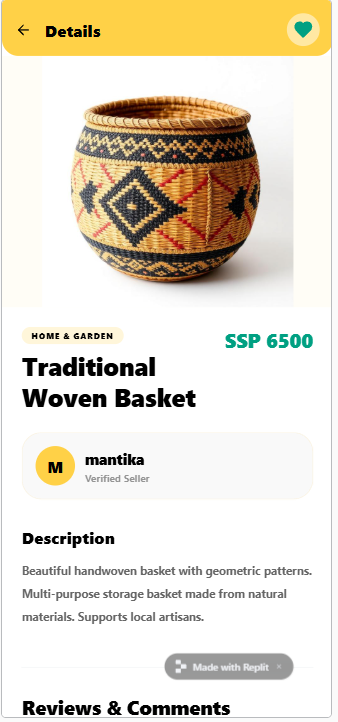 Details
HOME & GARDEN
SSP 6500
Traditional
Woven Basket
M
mantika
Verified Seller
Description
Beautiful handwoven basket with geometric patterns.
Multi-purpose storage basket made from natural
materials. Supports local artisans.
Made with Replit ×
Reviews & Comments